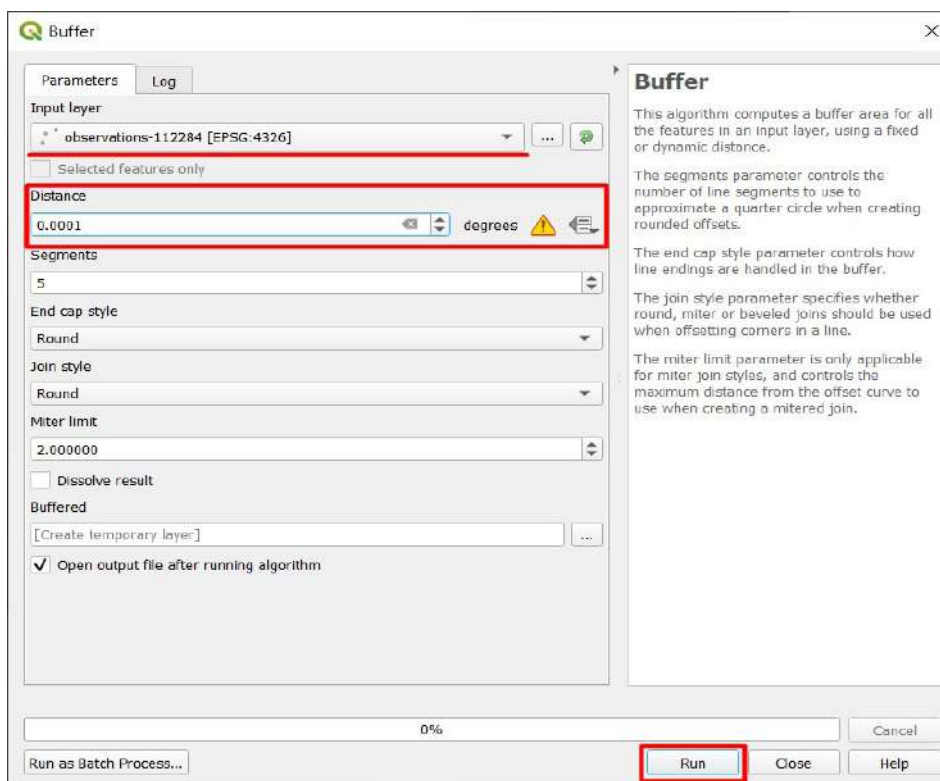 Buffer
Parameters
Log
Input layer
observations-112284 [EPSG:4326]
...
Selected features only
Distance
0.0001
degrees
Segments
5
End cap style
Round
Join style
Round
Miter limit
2.000000
Dissolve result
Buffered
[Create temporary layer]
...
Open output file after running algorithm
Buffer
This algorithm computes a buffer area for all
the features in an input layer, using a fixed
or dynamic distance.
The segments parameter controls the
number of line segments to use to
approximate a quarter circle when creating
rounded offsets.
The end cap style parameter controls how
line endings are handled in the buffer.
The join style parameter specifies whether
round, miter or beveled joins should be used
when offsetting corners in a line.
The miter limit parameter is only applicable
for miter join styles, and controls the
maximum distance from the offset curve to
use when creating a mitered join.
0%
Cancel
Run as Batch Process...
Run
Close
Help